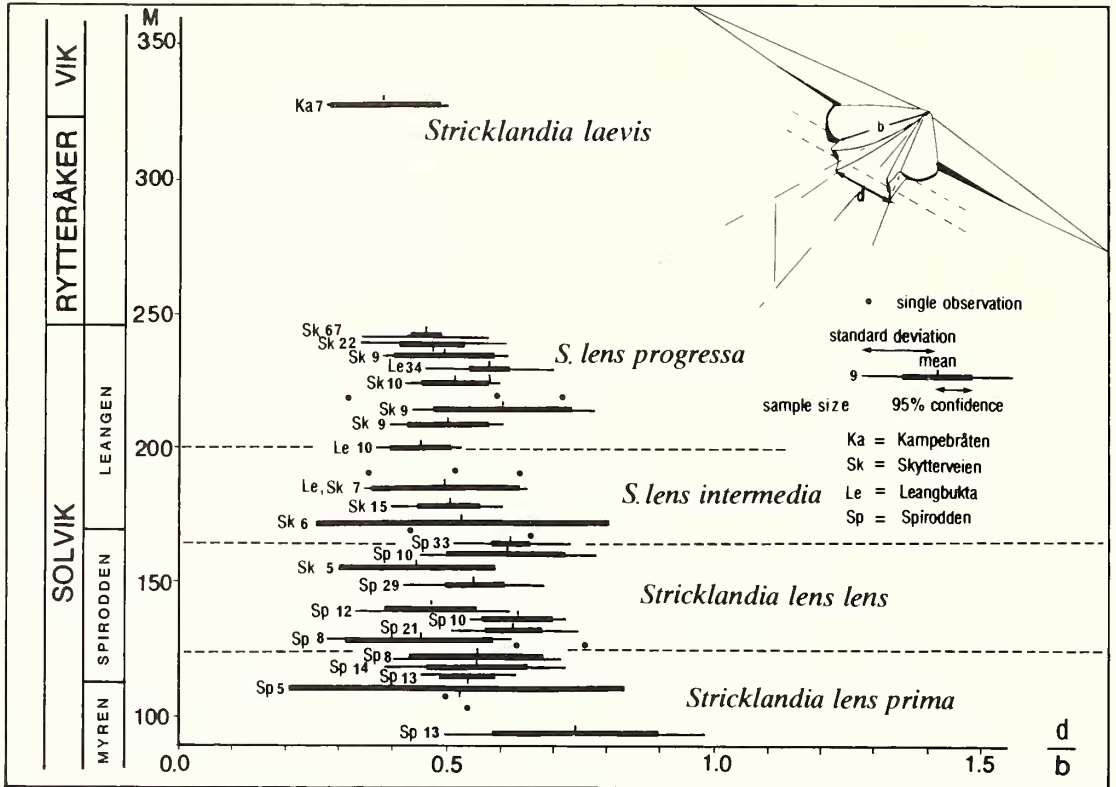 M
350
300
250
200
150
100
VIK
RYTTERÅKER
SOLVIK
LEANGEN
SPIRODDEN
MYREN
Ka 7
Stricklandia laevis
b
d
single observation
standard deviation
mean
9
sample size
95% confidence
Ka = Kampebråten
Sk = Skytterveien
Le = Leangbukta
Sp = Spirodden
Sk 67
Sk 22
Sk 9
S. lens progressa
Le 34
Sk 10
Sk 9
Sk 9
Le 10
Le, Sk 7
S. lens intermedia
Sk 15
Sk 6
Sp 33
Sp 10
Sk 5
Sp 29
Stricklandia lens lens
Sp 12
Sp 10
Sp 21
Sp 8
Sp 8
Sp 14
Sp 13
Sp 5
Stricklandia lens prima
Sp 13
0.0
0.5
1.0
1.5
d
b